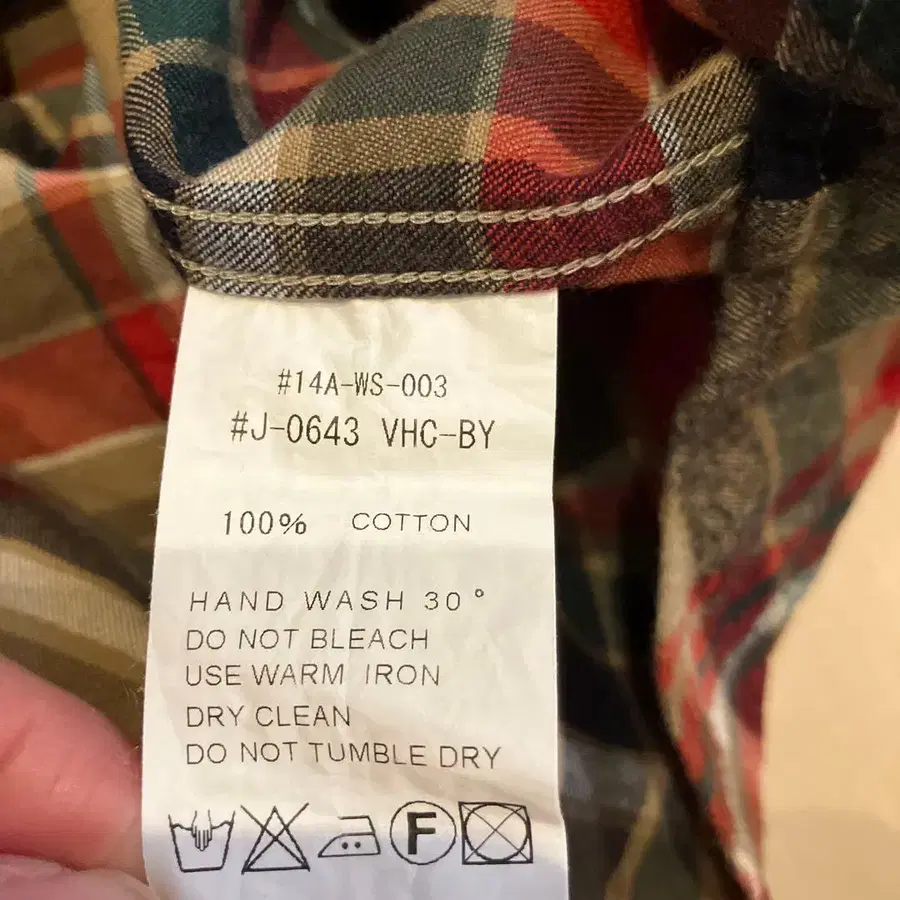 #14A-WS-003
#J-0643 VHC-BY
100% COTTON
HAND WASH 30°
DO NOT BLEACH
USE WARM IRON
DRY CLEAN
DO NOT TUMBLE DRY
F